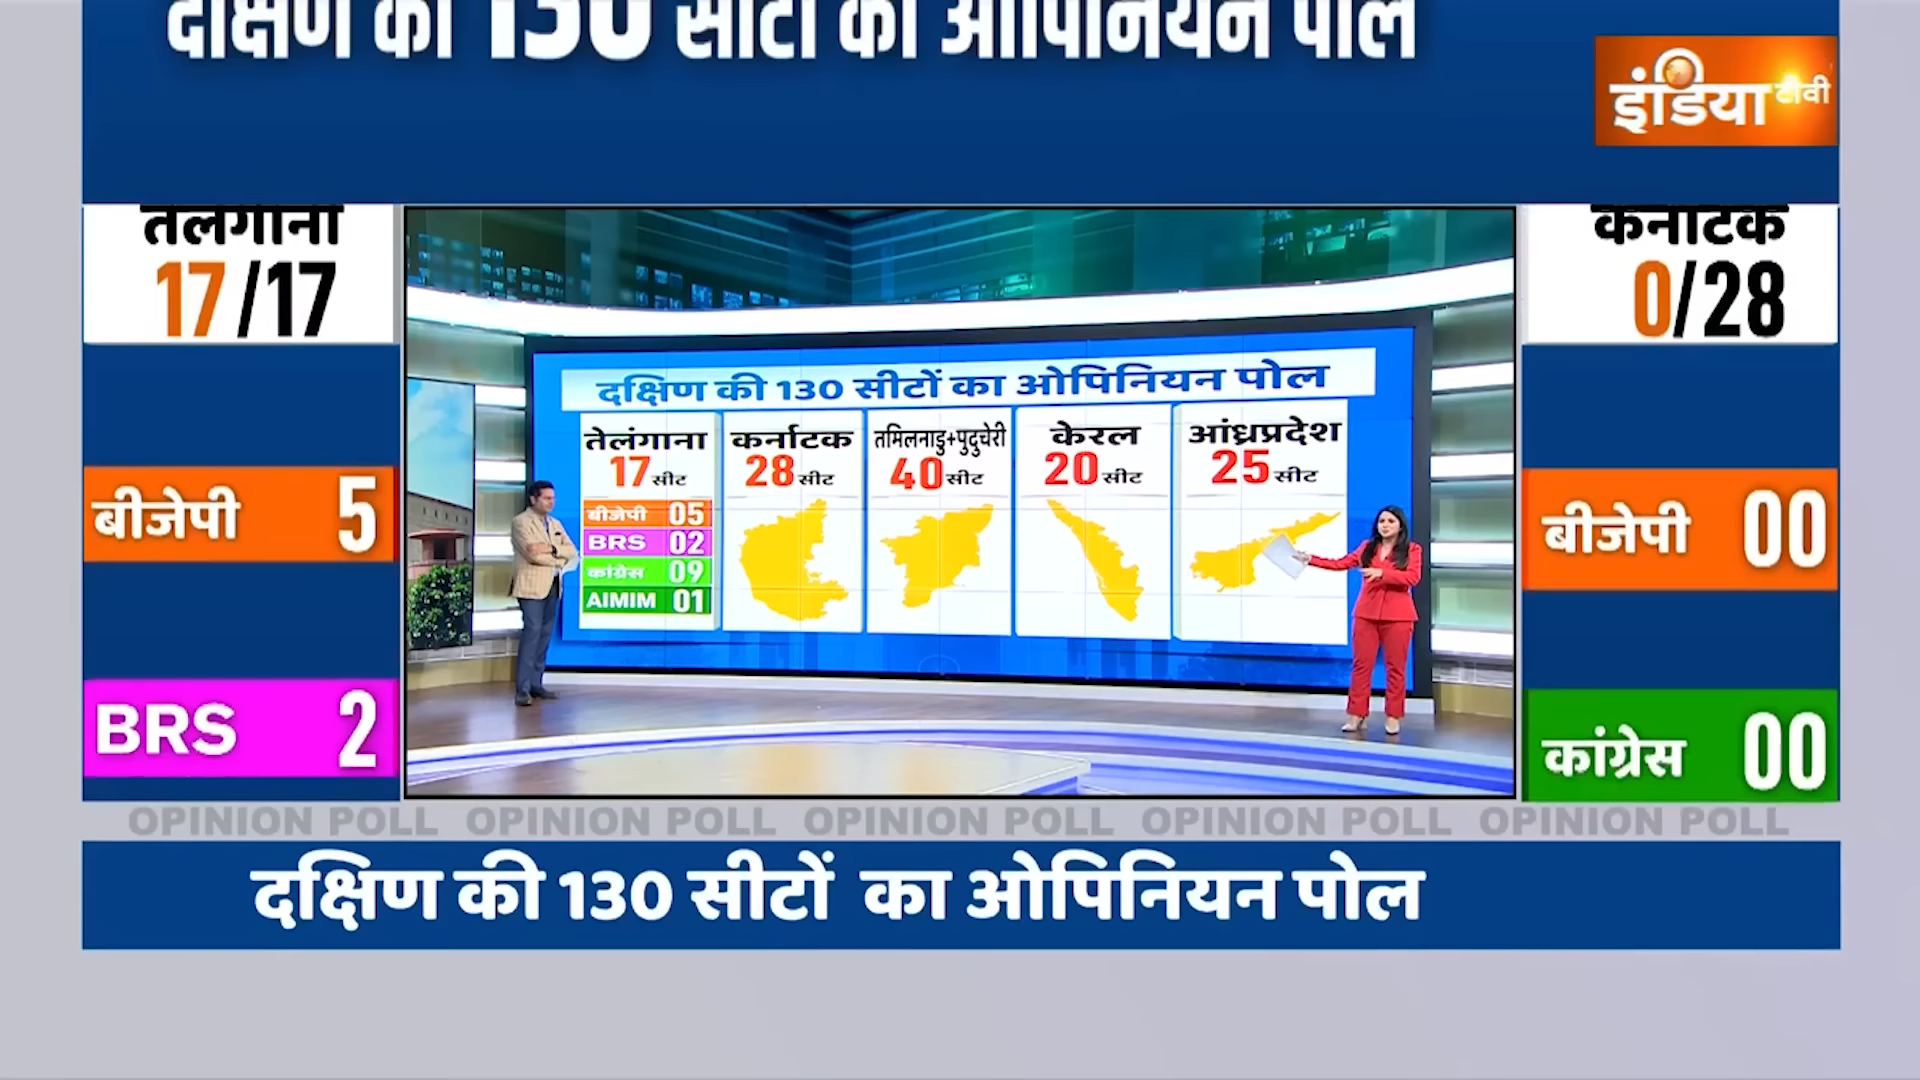 दक्षिण की 130 सीटों का ओपिनियन पोल
इंडिया टीवी
तेलंगाना
17/17
बीजेपी 5
BRS 2
दक्षिण की 130 सीटों का ओपिनियन पोल
तेलंगाना
17 सीट
बीजेपी 05
BRS 02
कांग्रेस 09
AIMIM 01
कर्नाटक
28 सीट
तमिलनाडु+पुदुचेरी
40 सीट
केरल
20 सीट
आंध्रप्रदेश
25 सीट
कर्नाटक
0/28
बीजेपी 00
कांग्रेस 00
OPINION POLL OPINION POLL OPINION POLL OPINION POLL OPINION POLL
दक्षिण की 130 सीटों का ओपिनियन पोल